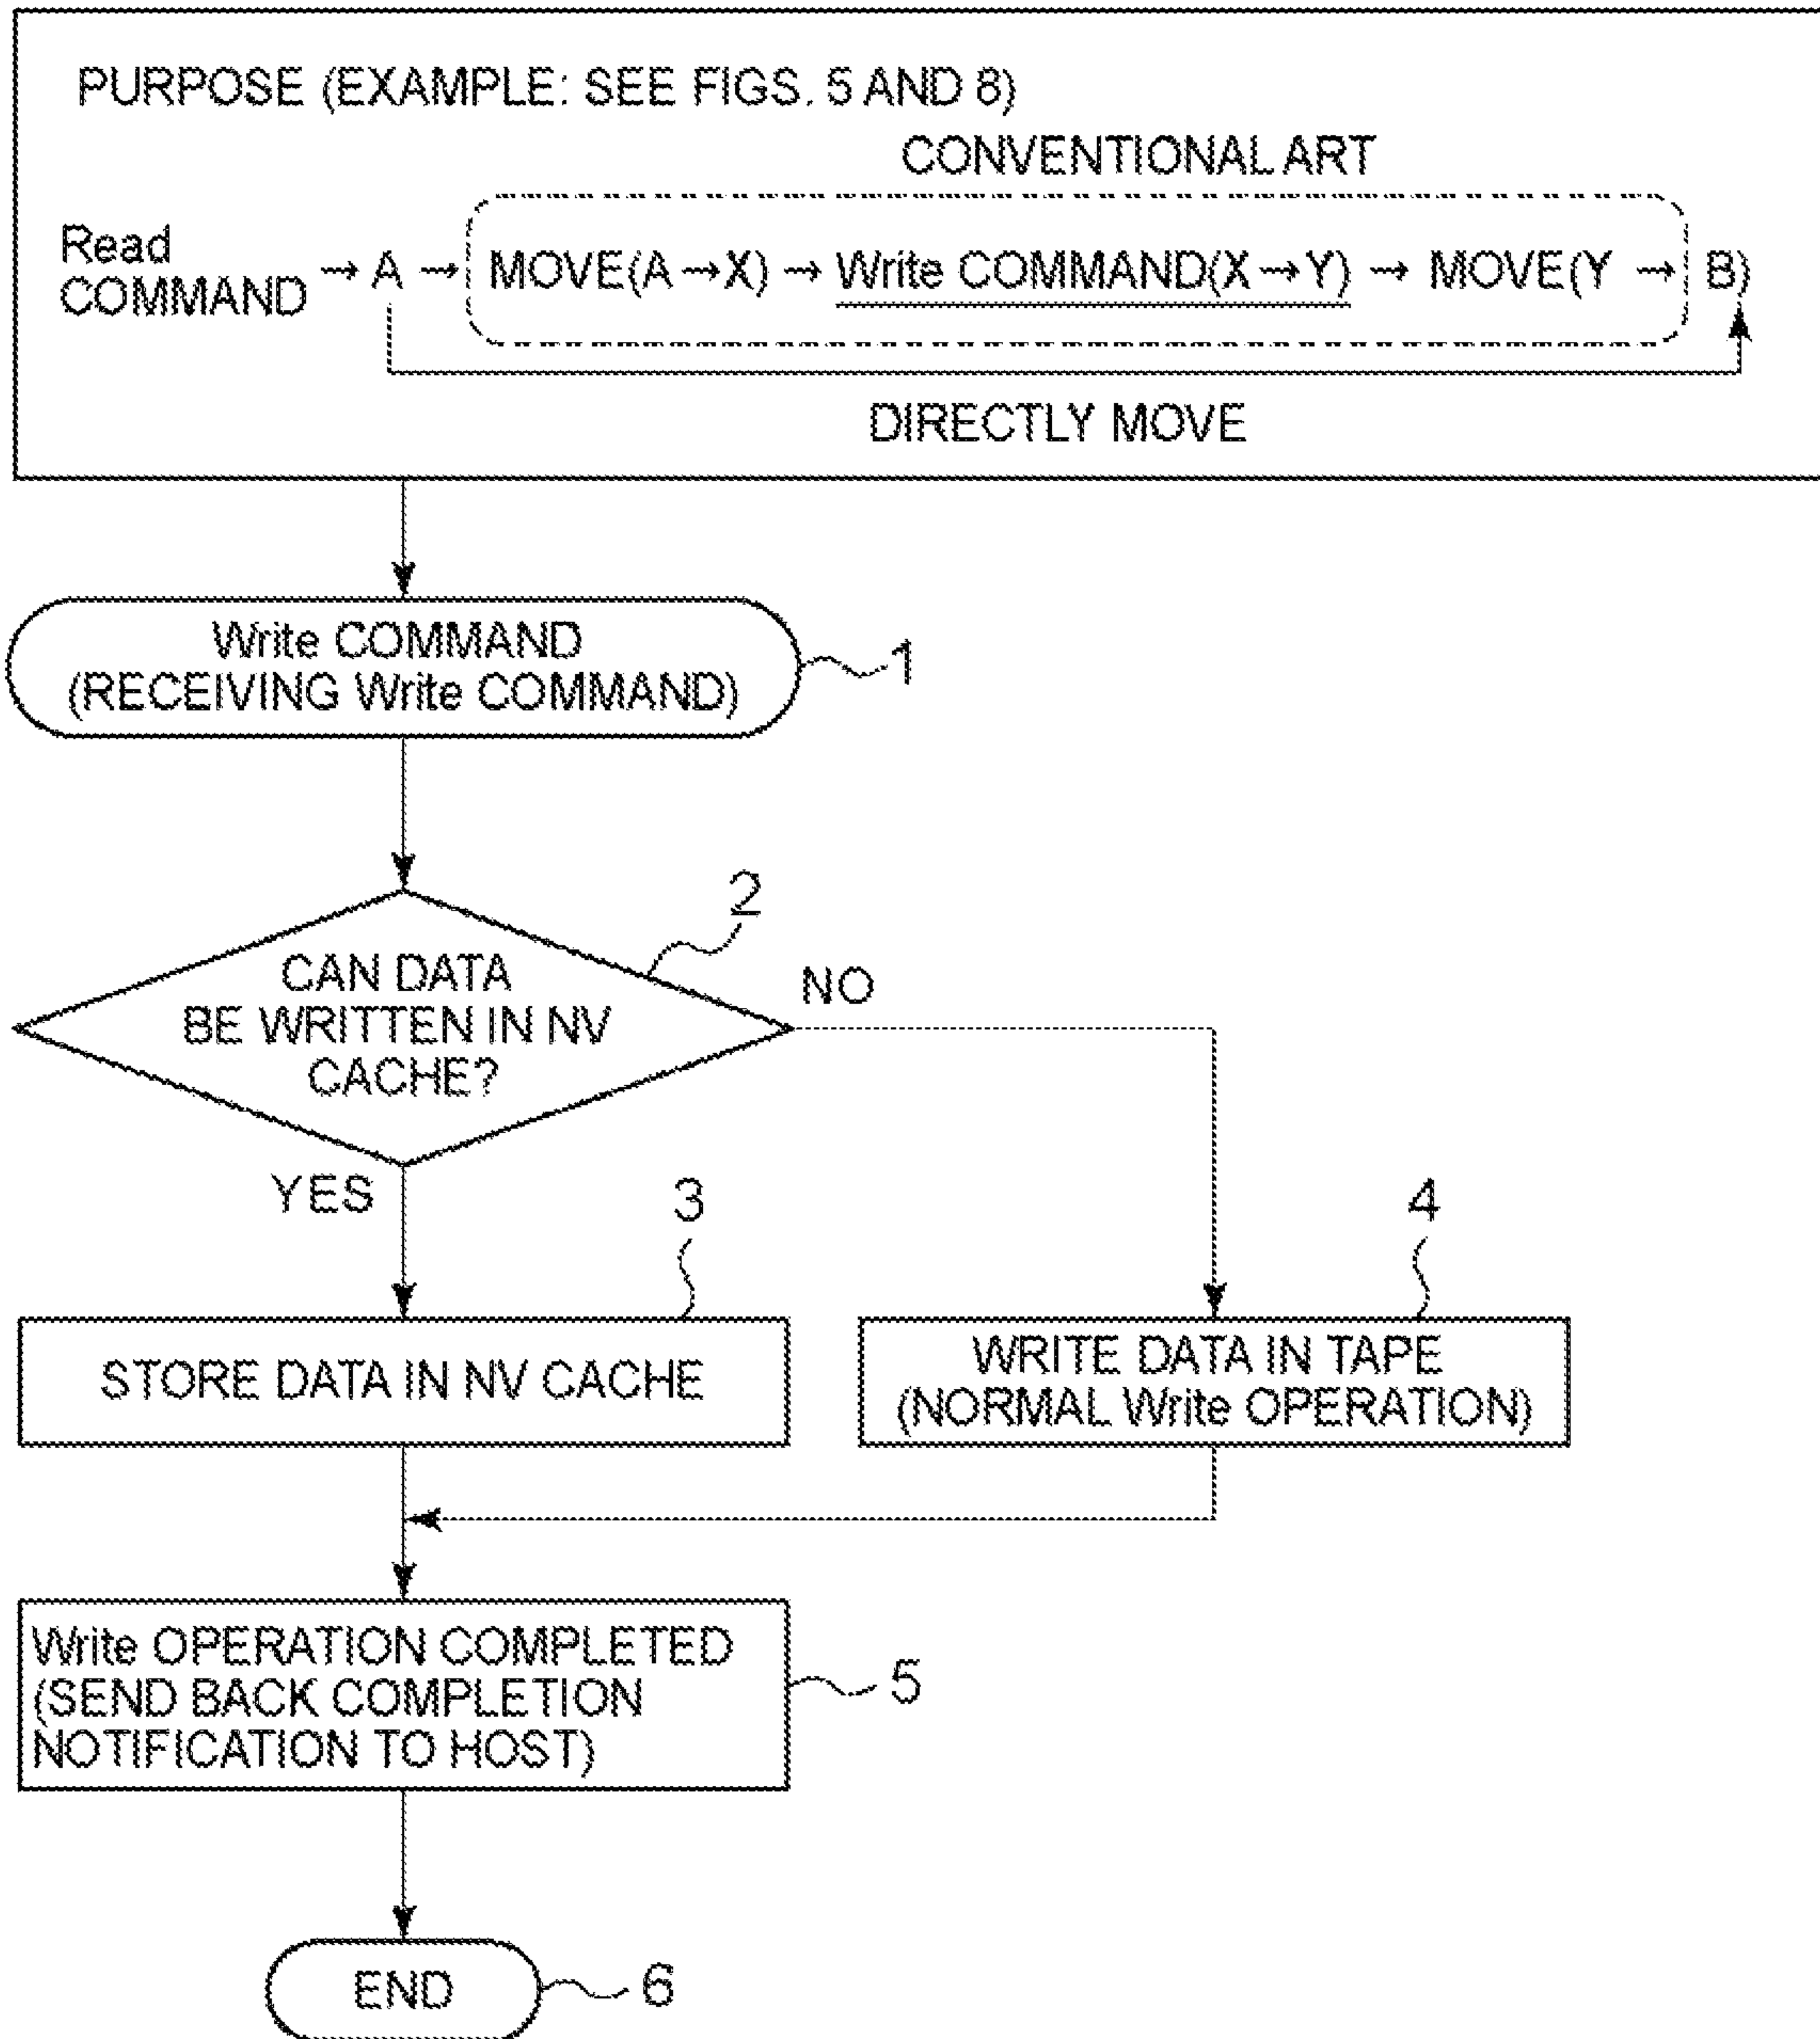 PURPOSE (EXAMPLE: SEE FIGS. 5 AND 8)
CONVENTIONAL ART
Read
COMMAND → A → MOVE(A→X) → Write COMMAND(X→Y) → MOVE(Y → B)
DIRECTLY MOVE
Write COMMAND
(RECEIVING Write COMMAND)
1
2
CAN DATA
BE WRITTEN IN NV
CACHE?
NO
YES
3
4
STORE DATA IN NV CACHE
WRITE DATA IN TAPE
(NORMAL Write OPERATION)
Write OPERATION COMPLETED
(SEND BACK COMPLETION
NOTIFICATION TO HOST)
5
END
6